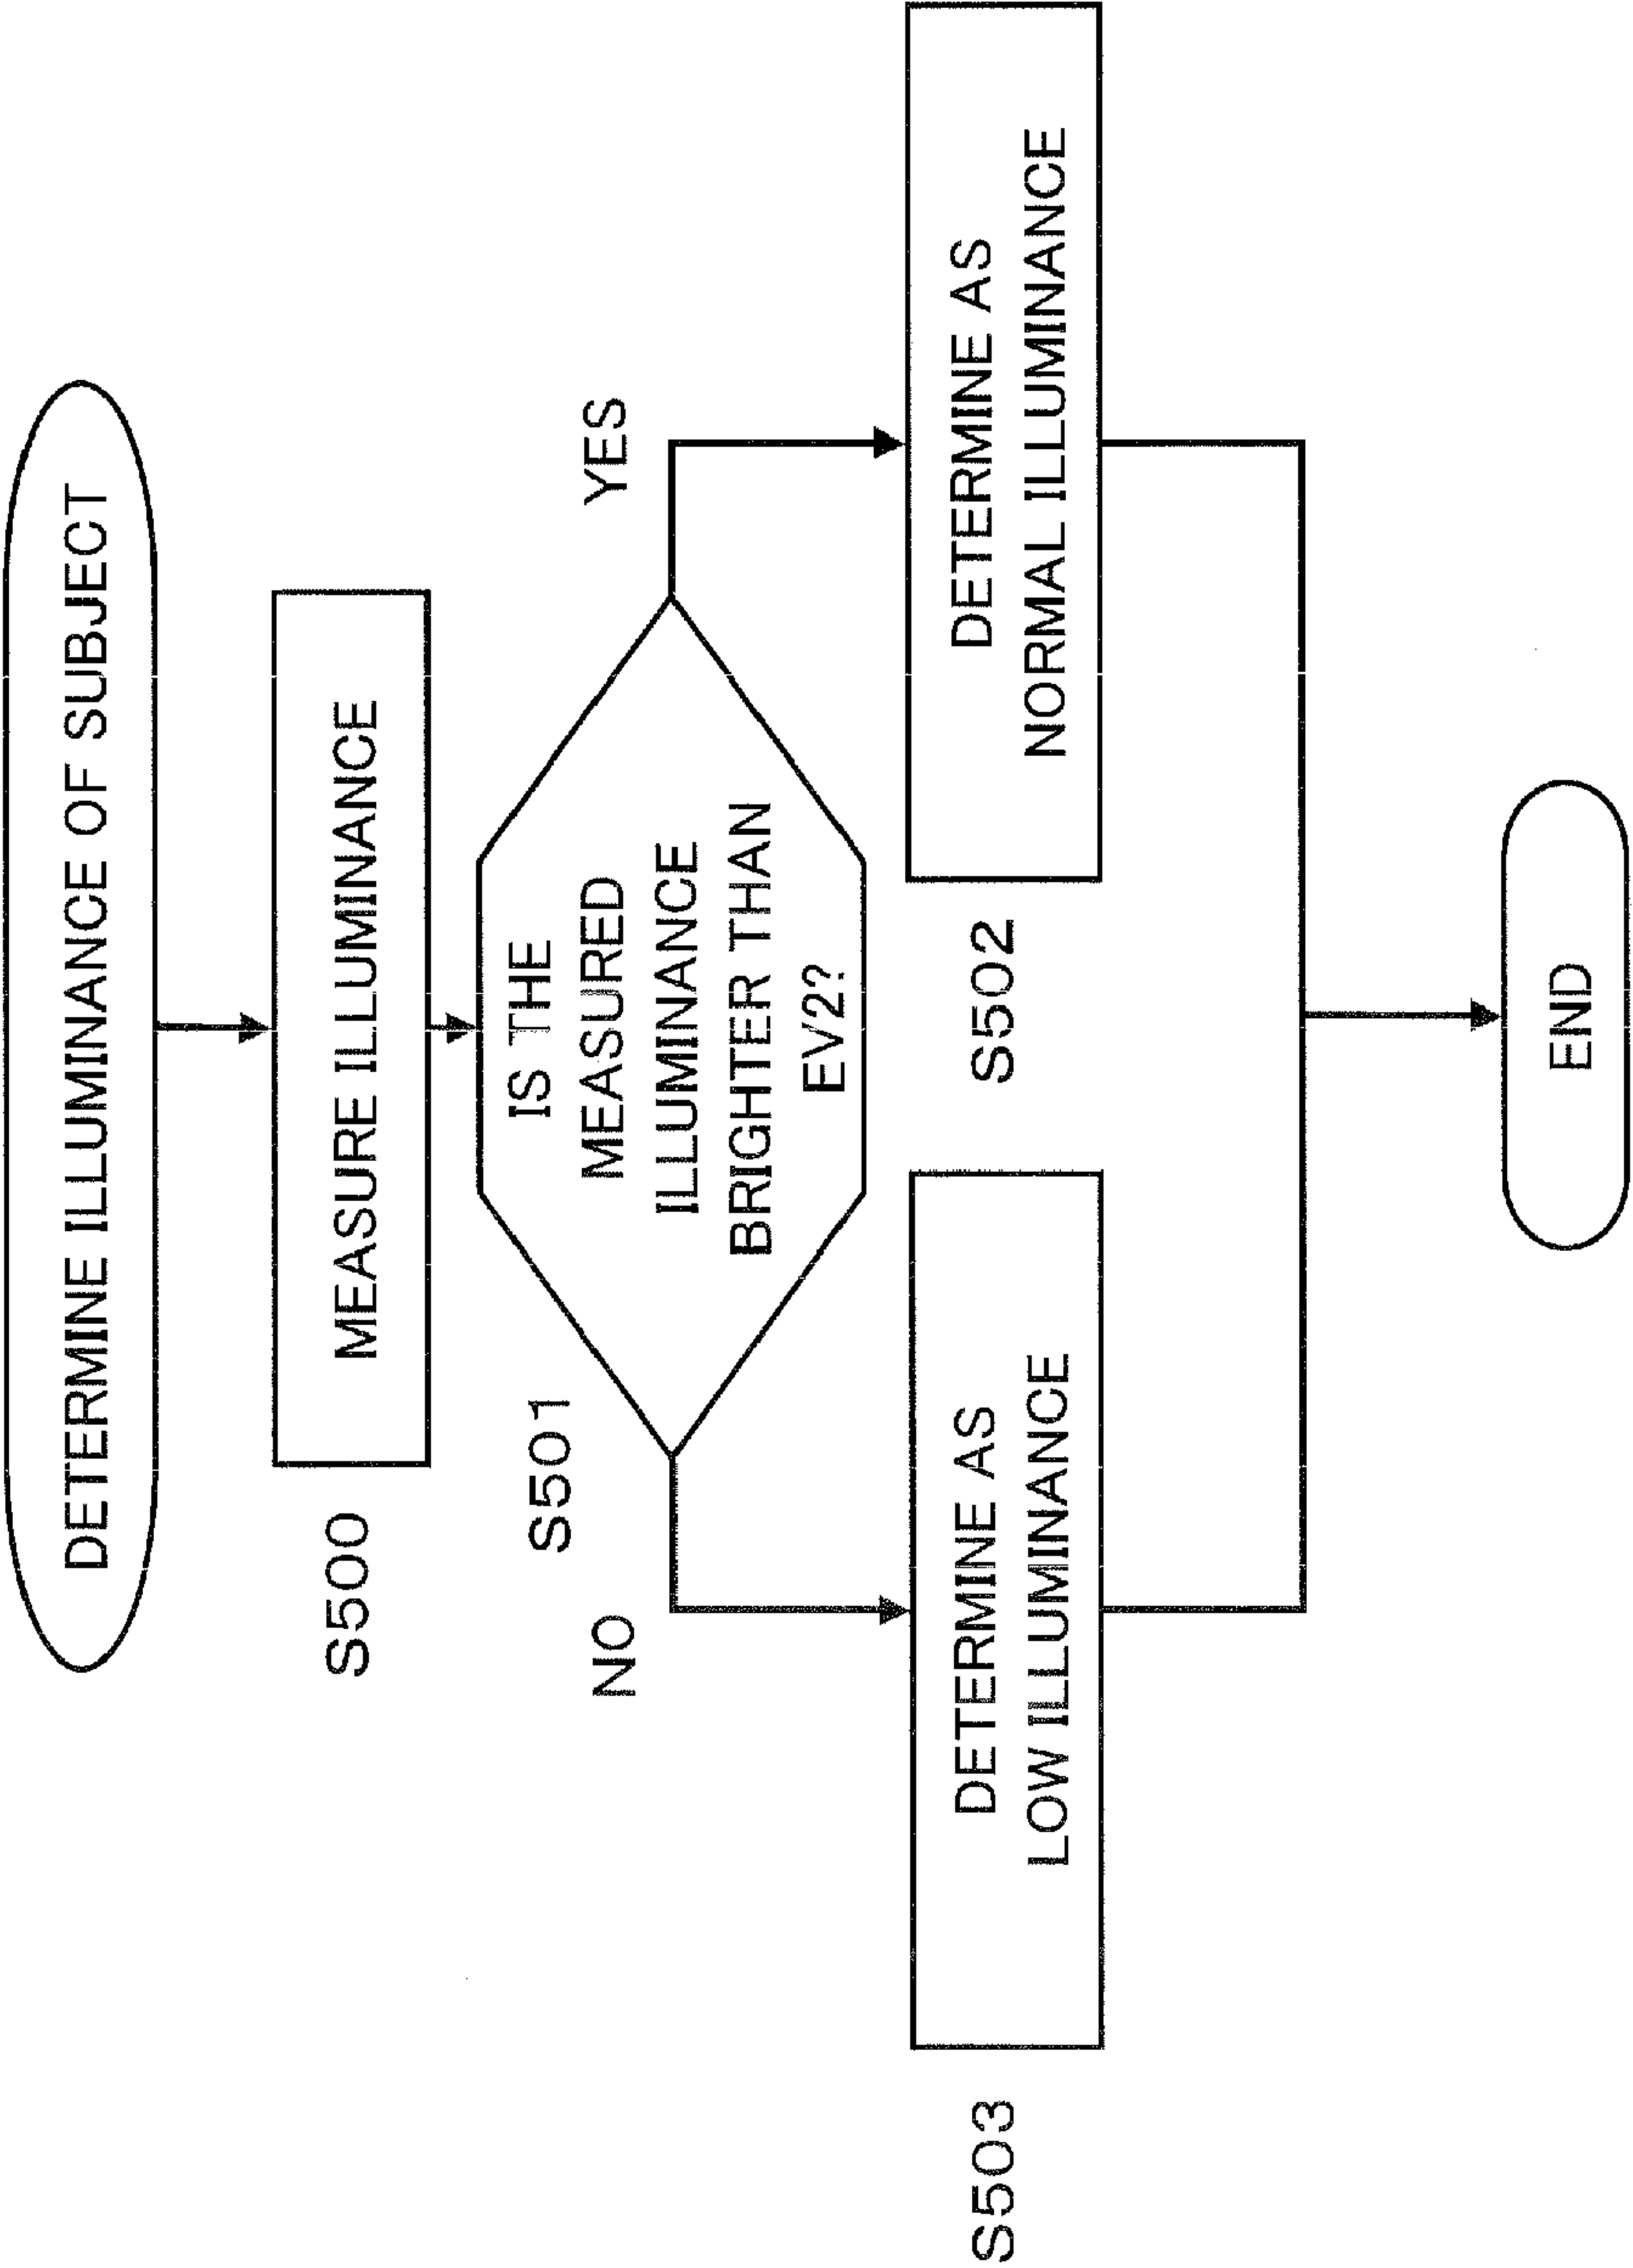 DETERMINE ILLUMINANCE OF SUBJECT
S500
MEASURE ILLUMINANCE
S501
IS THE
MEASURED
ILLUMINANCE
BRIGHTER THAN
EV2?
NO
YES
S503
DETERMINE AS
LOW ILLUMINANCE
S502
DETERMINE AS
NORMAL ILLUMINANCE
END